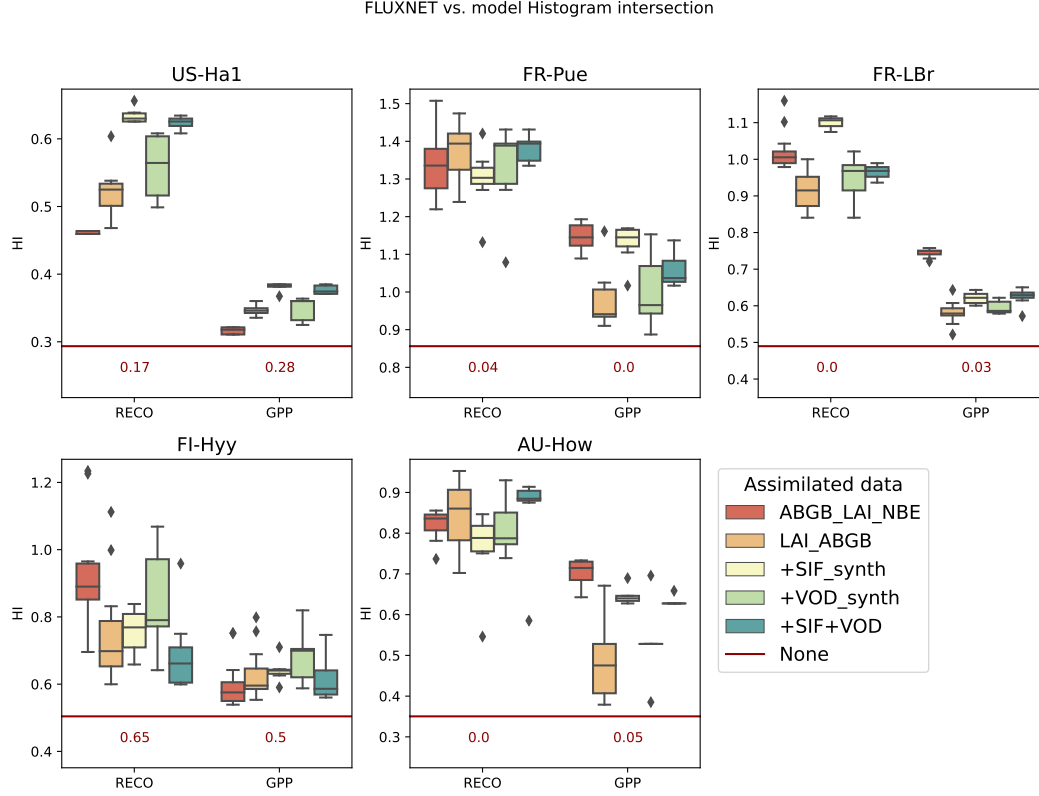 FLUXNET vs. model Histogram intersection
US-Ha1
HI
0.6
0.5
0.4
0.3
0.17
0.28
RECO
GPP
FR-Pue
HI
1.5
1.4
1.3
1.2
1.1
1.0
0.9
0.8
0.04
0.0
RECO
GPP
FR-LBr
HI
1.1
1.0
0.9
0.8
0.7
0.6
0.5
0.4
0.0
0.03
RECO
GPP
FI-Hyy
HI
1.2
1.0
0.8
0.6
0.4
0.65
0.5
RECO
GPP
AU-How
HI
0.9
0.8
0.7
0.6
0.5
0.4
0.3
0.0
0.05
RECO
GPP
Assimilated data
ABGB_LAI_NBE
LAI_ABGB
+SIF_synth
+VOD_synth
+SIF+VOD
None